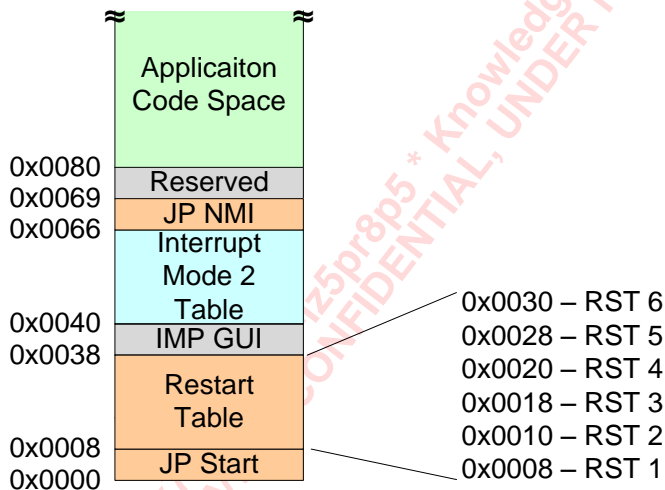 Applicaiton
Code Space
0x0080
Reserved
0x0069
JP NMI
0x0066
Interrupt
Mode 2
Table
0x0040
IMP GUI
0x0038
Restart
Table
0x0008
JP Start
0x0000
0x0030 – RST 6
0x0028 – RST 5
0x0020 – RST 4
0x0018 – RST 3
0x0010 – RST 2
0x0008 – RST 1
nz5pr8p5 * Knowledg
CONFIDENTIAL, UNDER